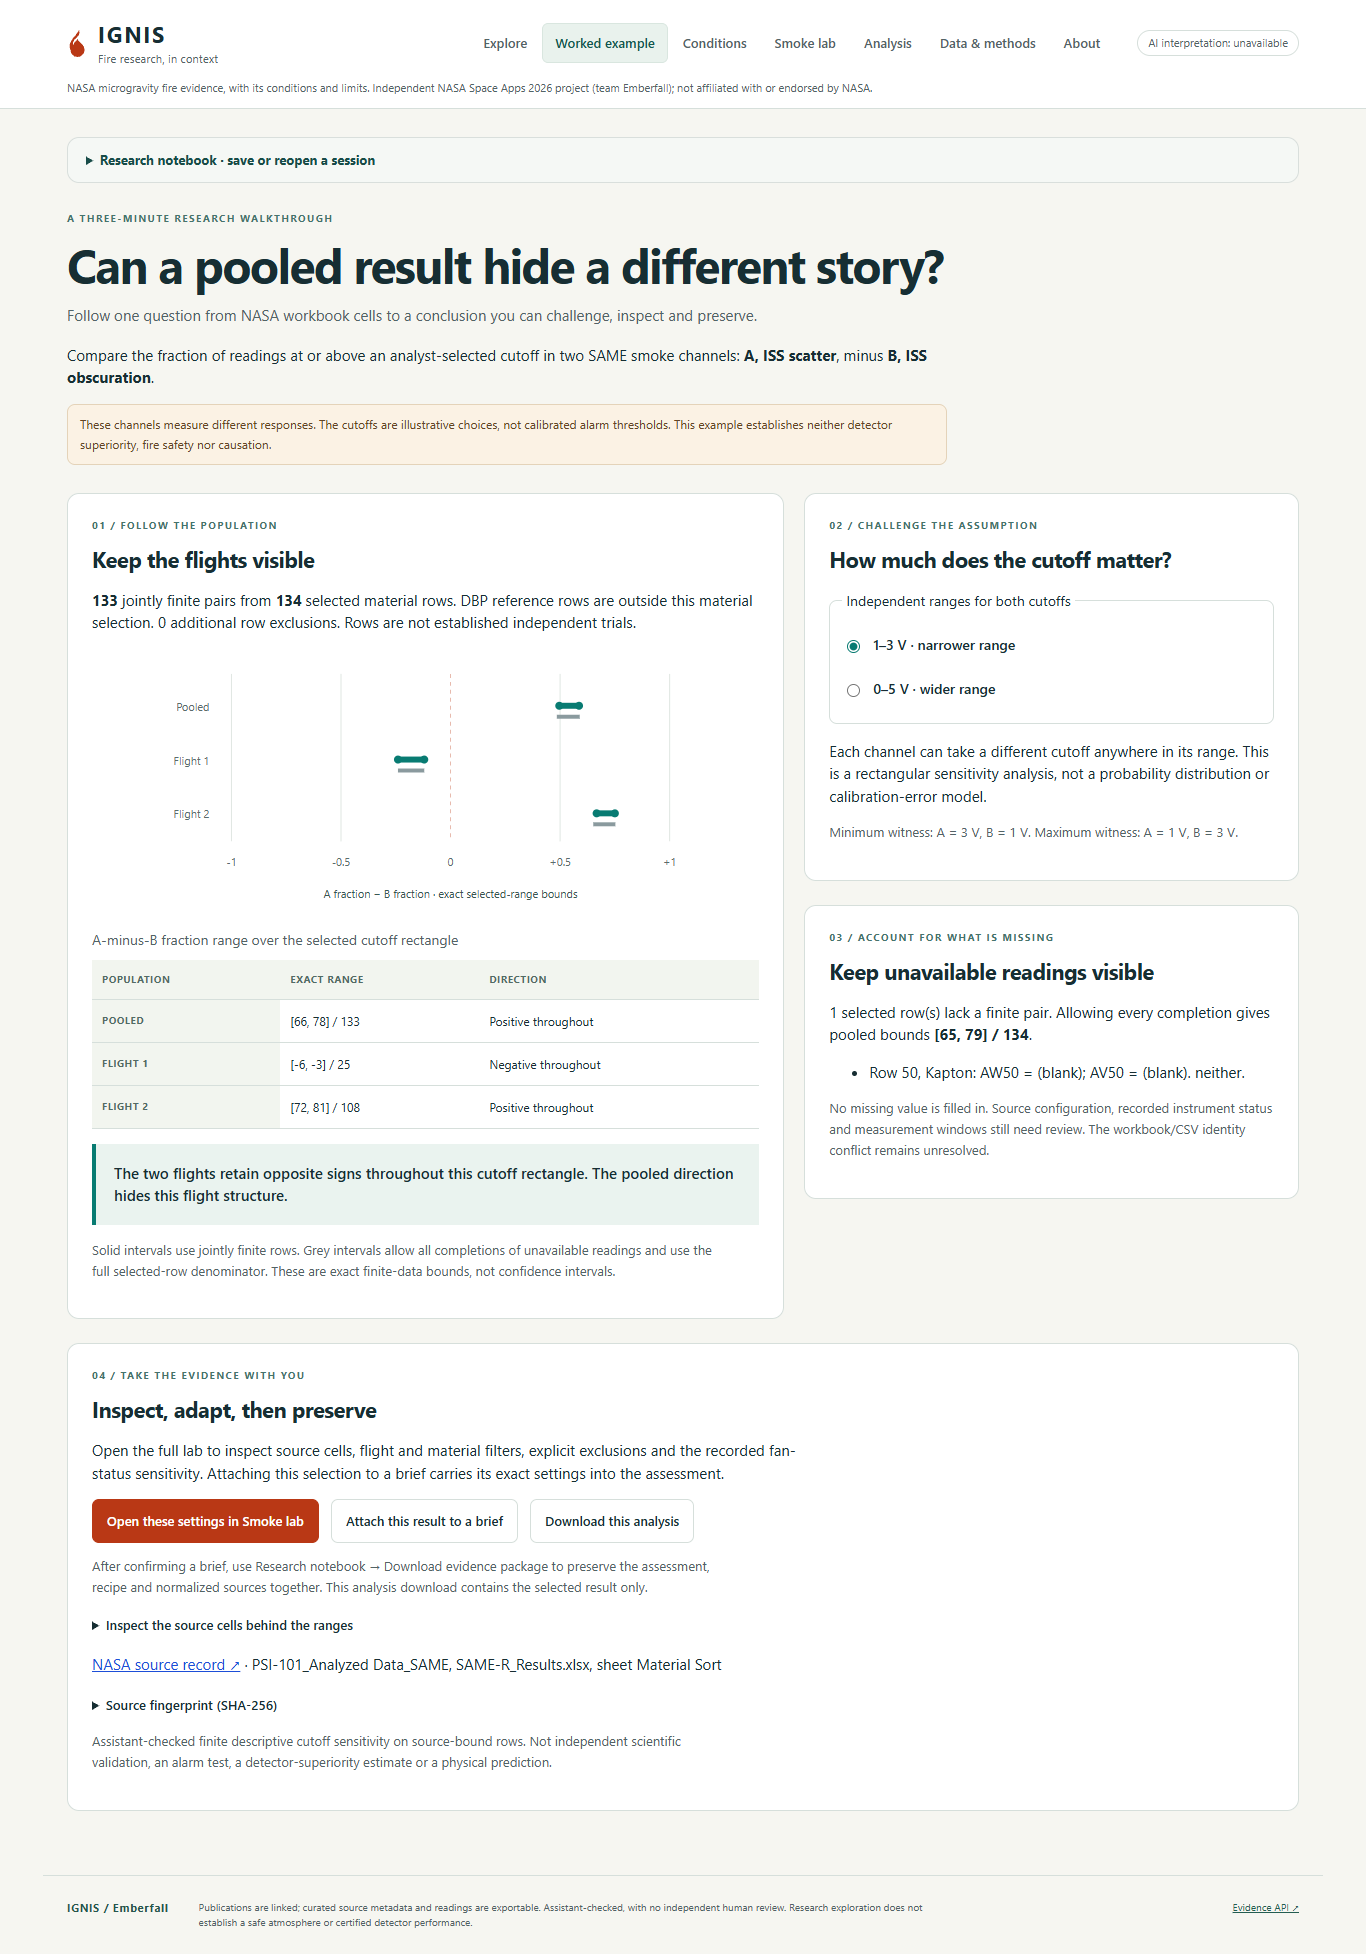 IGNIS
Fire research, in context
Explore
Worked example
Conditions
Smoke lab
Analysis
Data & methods
About
AI interpretation: unavailable
NASA microgravity fire evidence, with its conditions and limits. Independent NASA Space Apps 2026 project (team Emberfall); not affiliated with or endorsed by NASA.
▶ Research notebook · save or reopen a session
A THREE-MINUTE RESEARCH WALKTHROUGH
Can a pooled result hide a different story?
Follow one question from NASA workbook cells to a conclusion you can challenge, inspect and preserve.
Compare the fraction of readings at or above an analyst-selected cutoff in two SAME smoke channels: A, ISS scatter, minus B, ISS
obscuration.
These channels measure different responses. The cutoffs are illustrative choices, not calibrated alarm thresholds. This example establishes neither detector
superiority, fire safety nor causation.
01 / FOLLOW THE POPULATION
Keep the flights visible
133 jointly finite pairs from 134 selected material rows. DBP reference rows are outside this material
selection. 0 additional row exclusions. Rows are not established independent trials.
Pooled
Flight 1
Flight 2
-1
-0.5
0
+0.5
+1
A fraction − B fraction · exact selected-range bounds
A-minus-B fraction range over the selected cutoff rectangle
POPULATION
EXACT RANGE
DIRECTION
POOLED
[66, 78] / 133
Positive throughout
FLIGHT 1
[-6, -3] / 25
Negative throughout
FLIGHT 2
[72, 81] / 108
Positive throughout
The two flights retain opposite signs throughout this cutoff rectangle. The pooled direction
hides this flight structure.
Solid intervals use jointly finite rows. Grey intervals allow all completions of unavailable readings and use the
full selected-row denominator. These are exact finite-data bounds, not confidence intervals.
02 / CHALLENGE THE ASSUMPTION
How much does the cutoff matter?
Independent ranges for both cutoffs
1–3 V · narrower range
0–5 V · wider range
Each channel can take a different cutoff anywhere in its range. This
is a rectangular sensitivity analysis, not a probability distribution or
calibration-error model.
Minimum witness: A = 3 V, B = 1 V. Maximum witness: A = 1 V, B = 3 V.
03 / ACCOUNT FOR WHAT IS MISSING
Keep unavailable readings visible
1 selected row(s) lack a finite pair. Allowing every completion gives
pooled bounds [65, 79] / 134.
• Row 50, Kapton: AW50 = (blank); AV50 = (blank). neither.
No missing value is filled in. Source configuration, recorded instrument status
and measurement windows still need review. The workbook/CSV identity
conflict remains unresolved.
04 / TAKE THE EVIDENCE WITH YOU
Inspect, adapt, then preserve
Open the full lab to inspect source cells, flight and material filters, explicit exclusions and the recorded fan-
status sensitivity. Attaching this selection to a brief carries its exact settings into the assessment.
Open these settings in Smoke lab
Attach this result to a brief
Download this analysis
After confirming a brief, use Research notebook → Download evidence package to preserve the assessment,
recipe and normalized sources together. This analysis download contains the selected result only.
▶ Inspect the source cells behind the ranges
NASA source record ↗ · PSI-101_Analyzed Data_SAME, SAME-R_Results.xlsx, sheet Material Sort
▶ Source fingerprint (SHA-256)
Assistant-checked finite descriptive cutoff sensitivity on source-bound rows. Not independent scientific
validation, an alarm test, a detector-superiority estimate or a physical prediction.
IGNIS / Emberfall
Publications are linked; curated source metadata and readings are exportable. Assistant-checked, with no independent human review. Research exploration does not
establish a safe atmosphere or certified detector performance.
Evidence API ↗